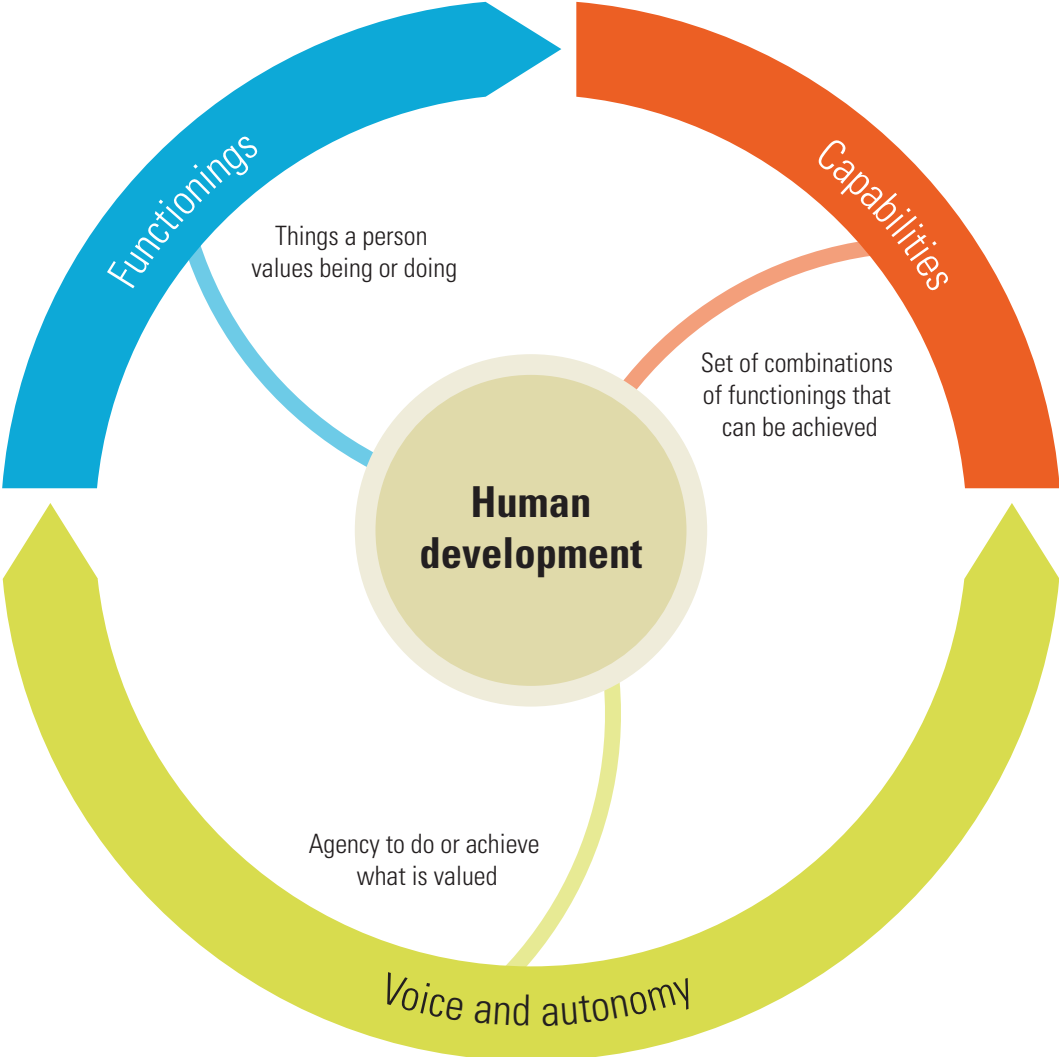 Functionings
Things a person
values being or doing
Capabilities
Set of combinations
of functionings that
can be achieved
Human
development
Agency to do or achieve
what is valued
Voice and autonomy